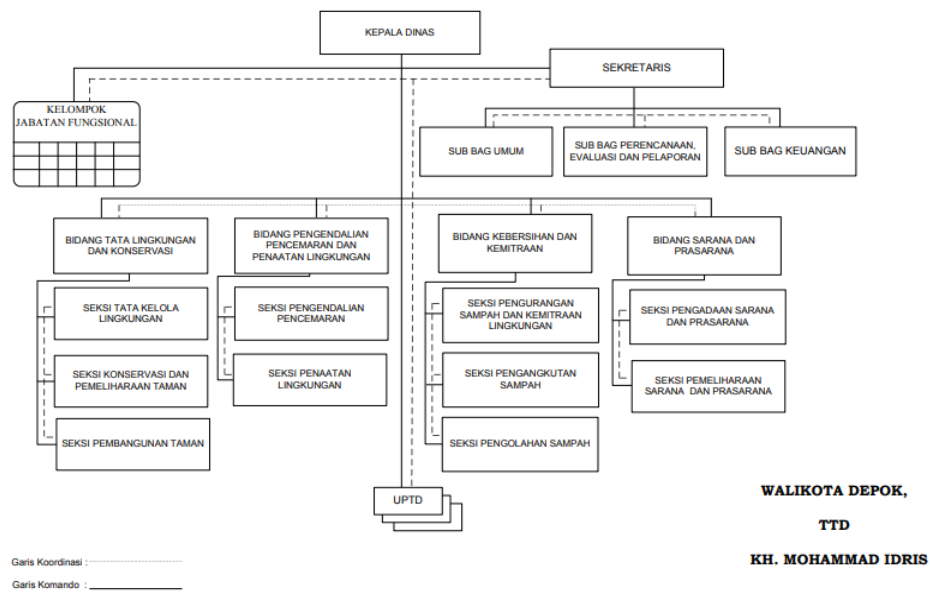 KEPALA DINAS
SEKRETARIS
KELOMPOK
JABATAN FUNGSIONAL
SUB BAG UMUM
SUB BAG PERENCANAAN,
EVALUASI DAN PELAPORAN
SUB BAG KEUANGAN
BIDANG TATA LINGKUNGAN
DAN KONSERVASI
BIDANG PENGENDALIAN
PENCEMARAN DAN
PENAATAN LINGKUNGAN
BIDANG KEBERSIHAN DAN
KEMITRAAN
BIDANG SARANA DAN
PRASARANA
SEKSI TATA KELOLA
LINGKUNGAN
SEKSI PENGENDALIAN
PENCEMARAN
SEKSI PENGURANGAN
SAMPAH DAN KEMITRAAN
LINGKUNGAN
SEKSI PENGADAAN SARANA
DAN PRASARANA
SEKSI KONSERVASI DAN
PEMELIHARAAN TAMAN
SEKSI PENAATAN
LINGKUNGAN
SEKSI PENGANGKUTAN
SAMPAH
SEKSI PEMELIHARAAN
SARANA DAN PRASARANA
SEKSI PEMBANGUNAN TAMAN
SEKSI PENGOLAHAN SAMPAH
UPTD
WALIKOTA DEPOK,
TTD
KH. MOHAMMAD IDRIS
Garis Koordinasi :
Garis Komando :